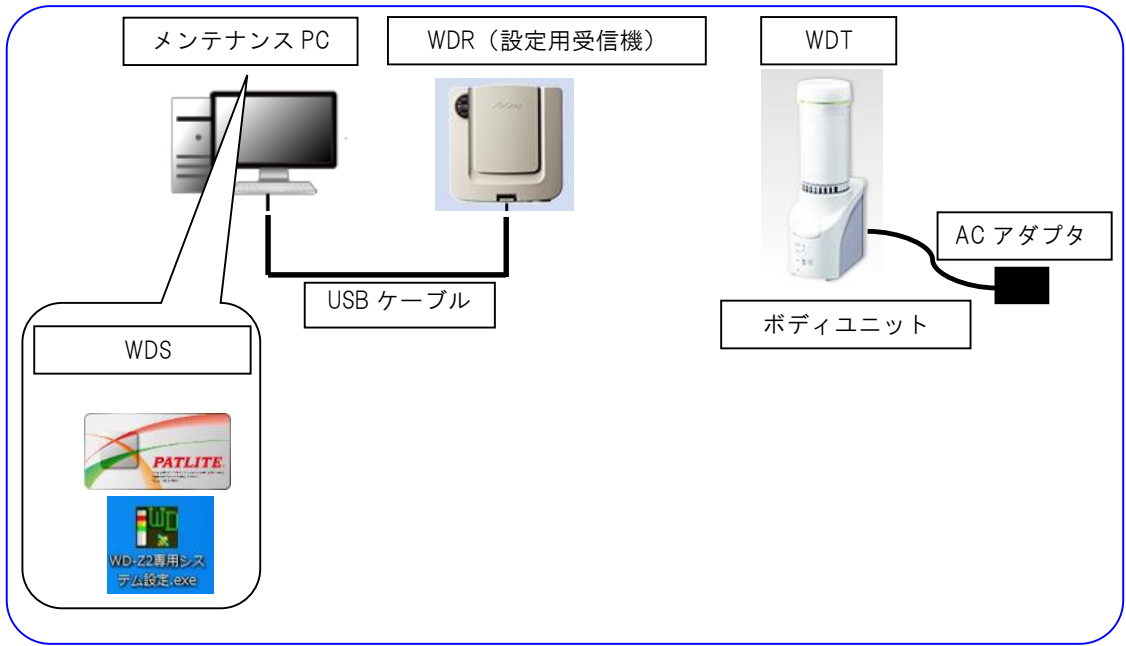 メンテナンス PC
WDR（設定用受信機）
WDT
AC アダプタ
USB ケーブル
ボディユニット
WDS
PATLITE
WD
WD-Z2専用シス
テム設定.exe